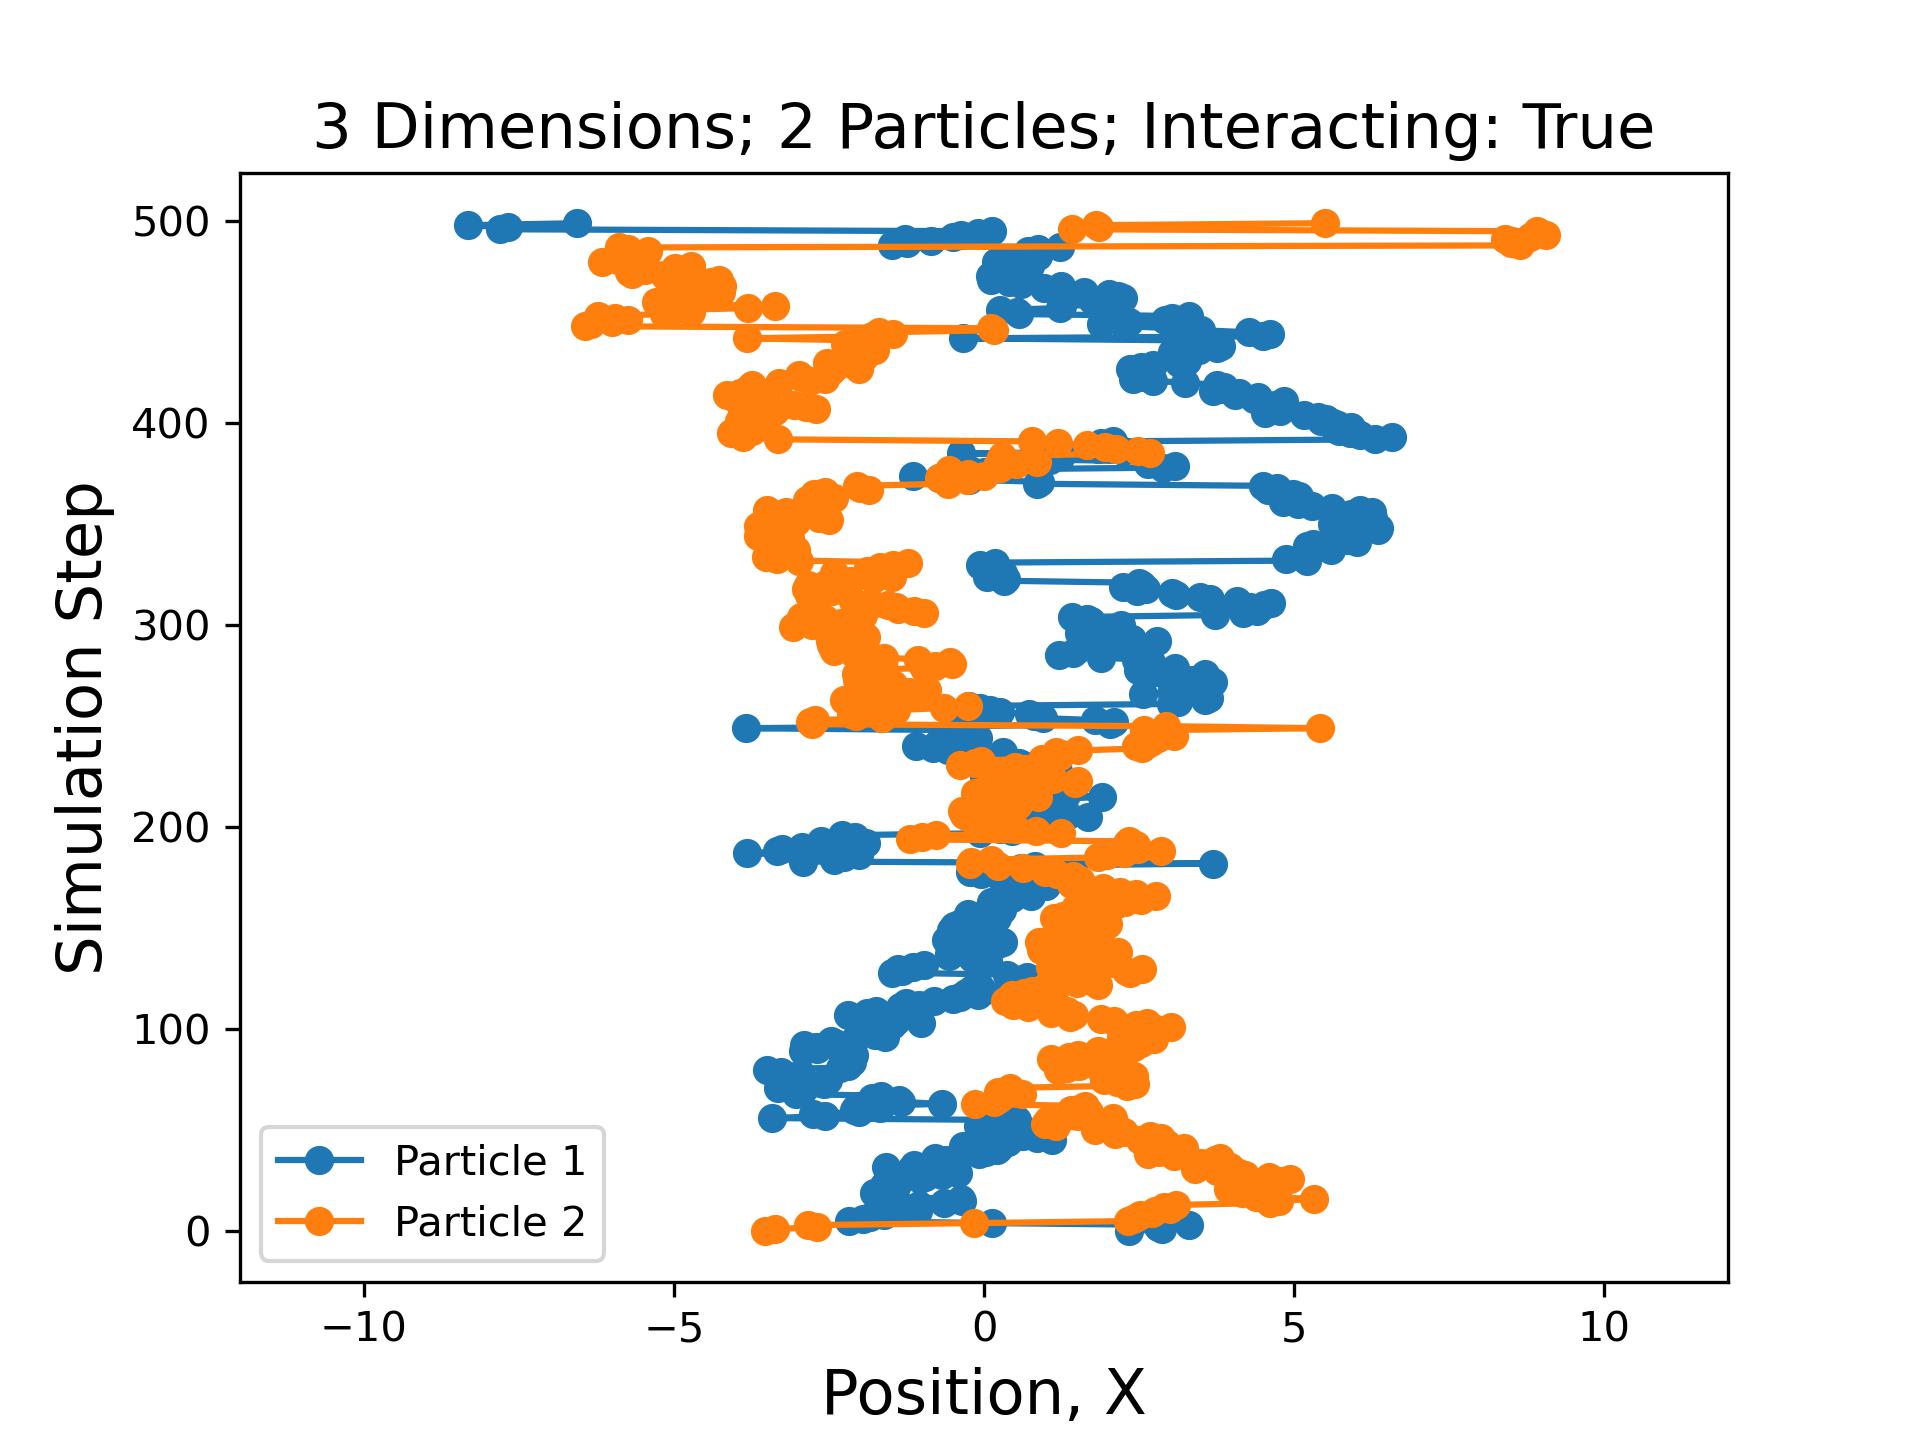 3 Dimensions; 2 Particles; Interacting: True
Simulation Step
500
400
300
200
100
0
Particle 1
Particle 2
−10
−5
0
5
10
Position, X